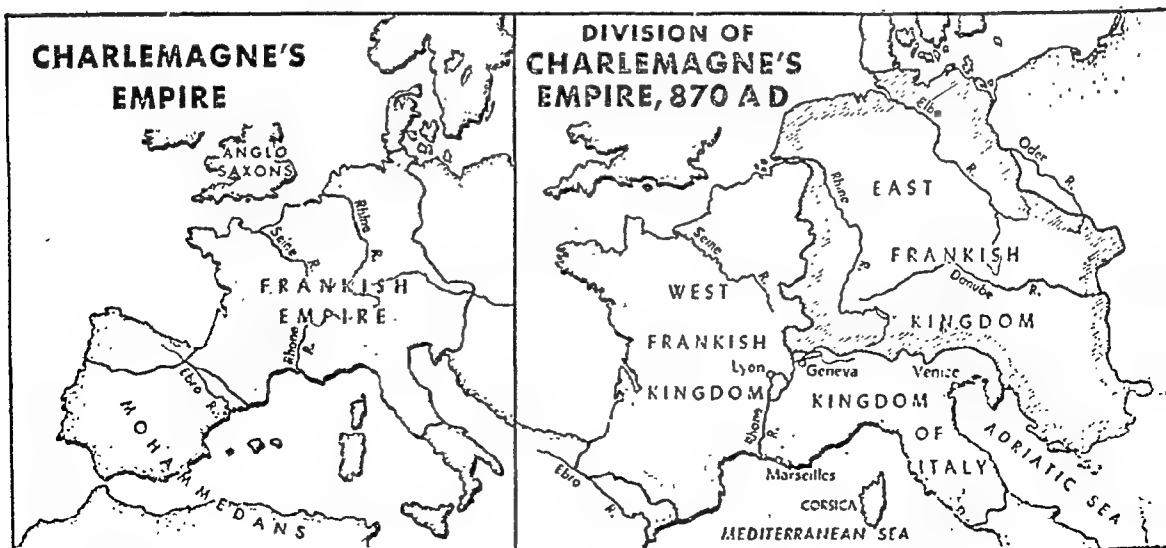 CHARLEMAGNE'S
EMPIRE
ANGLO
SAXONS
Rhine
R.
Seine
R.
FRANKISH
EMPIRE
Rhone
R.
Ebro R.
MOHAMMEDANS
DIVISION OF
CHARLEMAGNE'S
EMPIRE, 870 A D
Elbe
R.
Oder
R.
Rhine
R.
EAST
FRANKISH
KINGDOM
Danube
R.
Seine
R.
WEST
FRANKISH
KINGDOM
Lyon
Geneva
Venice
KINGDOM
OF
ITALY
Rhone
R.
Marseilles
Ebro
R.
CORSICA
ADRIATIC SEA
MEDITERRANEAN SEA